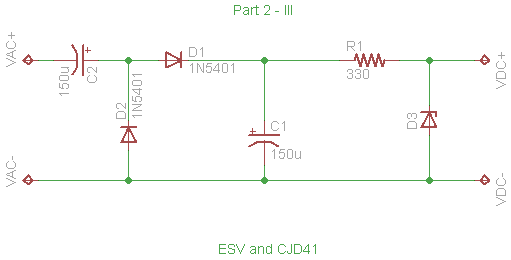 Part 2 - III
VAC+
150u
+
C2
D1
1N5401
D2
1N5401
+
C1
150u
R1
330
D3
VDC+
VAC-
VDC-
ESV and CJD41